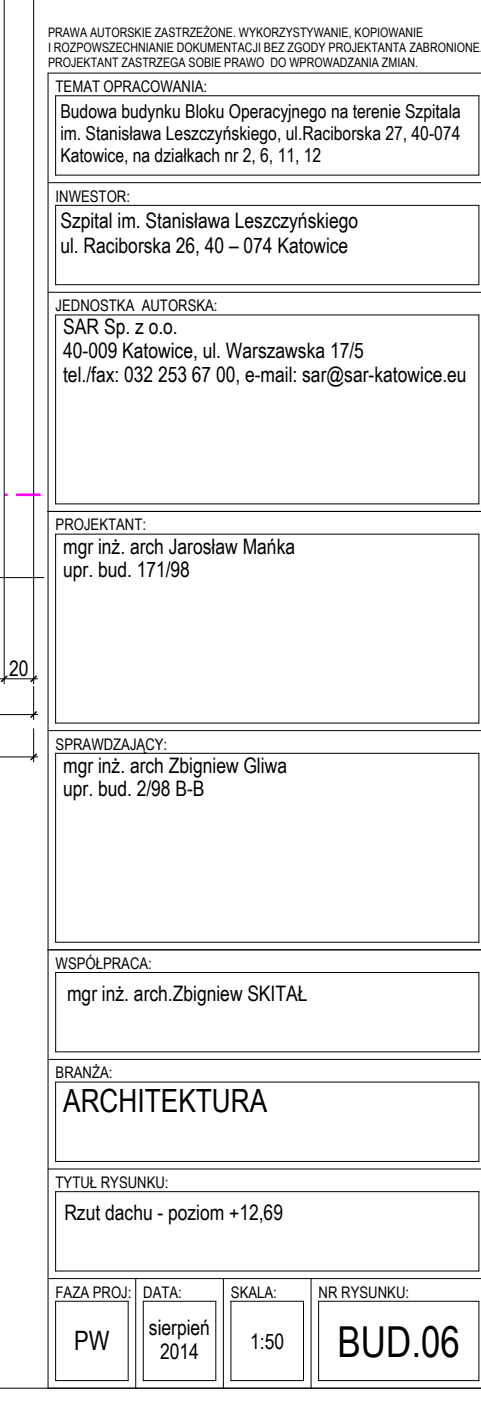 PRAWA AUTORSKIE ZASTRZEŻONE. WYKORZYSTYWANIE, KOPIOWANIE
I ROZPOWSZECHNIANIE DOKUMENTACJI BEZ ZGODY PROJEKTANTA ZABRONIONE.
PROJEKTANT ZASTRZEGA SOBIE PRAWO DO WPROWADZANIA ZMIAN.
TEMAT OPRACOWANIA:
Budowa budynku Bloku Operacyjnego na terenie Szpitala
im. Stanisława Leszczyńskiego, ul.Raciborska 27, 40-074
Katowice, na działkach nr 2, 6, 11, 12
INWESTOR:
Szpital im. Stanisława Leszczyńskiego
ul. Raciborska 26, 40 – 074 Katowice
JEDNOSTKA AUTORSKA:
SAR Sp. z o.o.
40-009 Katowice, ul. Warszawska 17/5
tel./fax: 032 253 67 00, e-mail: sar@sar-katowice.eu
PROJEKTANT:
mgr inż. arch Jarosław Mańka
upr. bud. 171/98
20
SPRAWDZAJĄCY:
mgr inż. arch Zbigniew Gliwa
upr. bud. 2/98 B-B
WSPÓŁPRACA:
mgr inż. arch.Zbigniew SKITAŁ
BRANŻA:
ARCHITEKTURA
TYTUŁ RYSUNKU:
Rzut dachu - poziom +12,69
FAZA PROJ: DATA: SKALA: NR RYSUNKU:
PW sierpień 2014 1:50 BUD.06